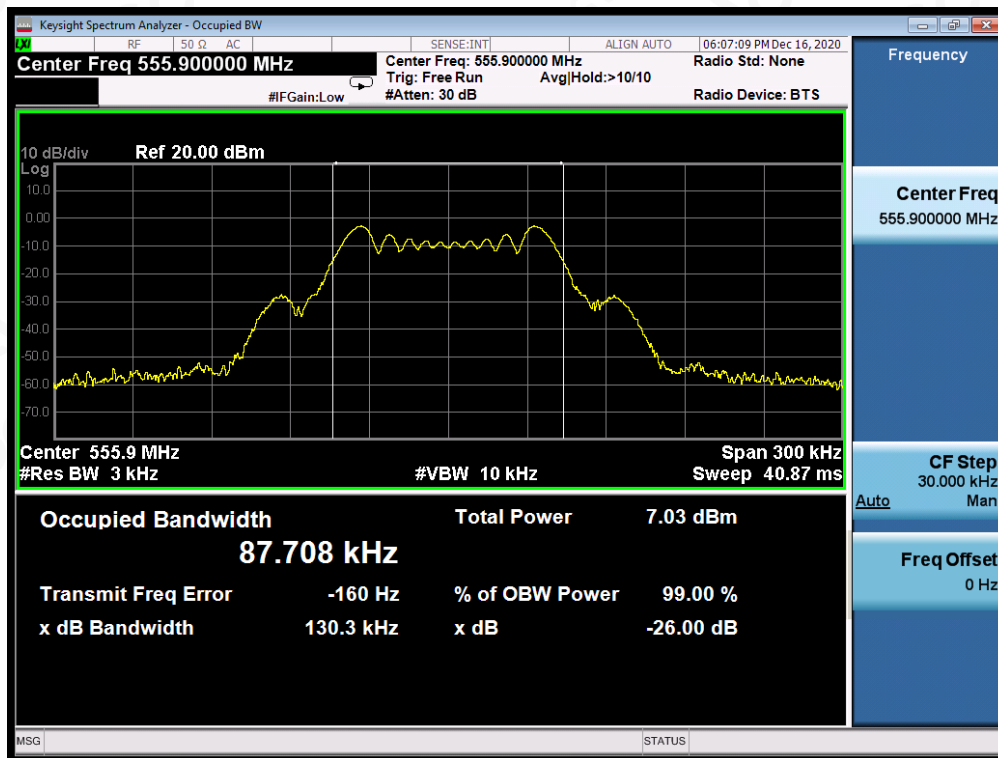 Keysight Spectrum Analyzer - Occupied BW
LXI RF 50 Ω AC SENSE:INT ALIGN AUTO 06:07:09 PM Dec 16, 2020
Center Freq 555.900000 MHz
Center Freq: 555.900000 MHz
Radio Std: None
Trig: Free Run Avg|Hold:>10/10
#IFGain:Low
#Atten: 30 dB
Radio Device: BTS
10 dB/div Ref 20.00 dBm
Log
10.0
0.00
-10.0
-20.0
-30.0
-40.0
-50.0
-60.0
-70.0
Center 555.9 MHz Span 300 kHz
#Res BW 3 kHz #VBW 10 kHz Sweep 40.87 ms
Occupied Bandwidth Total Power 7.03 dBm
87.708 kHz
Transmit Freq Error -160 Hz % of OBW Power 99.00 %
x dB Bandwidth 130.3 kHz x dB -26.00 dB
MSG STATUS
Frequency
Center Freq
555.900000 MHz
CF Step
30.000 kHz
Auto Man
Freq Offset
0 Hz